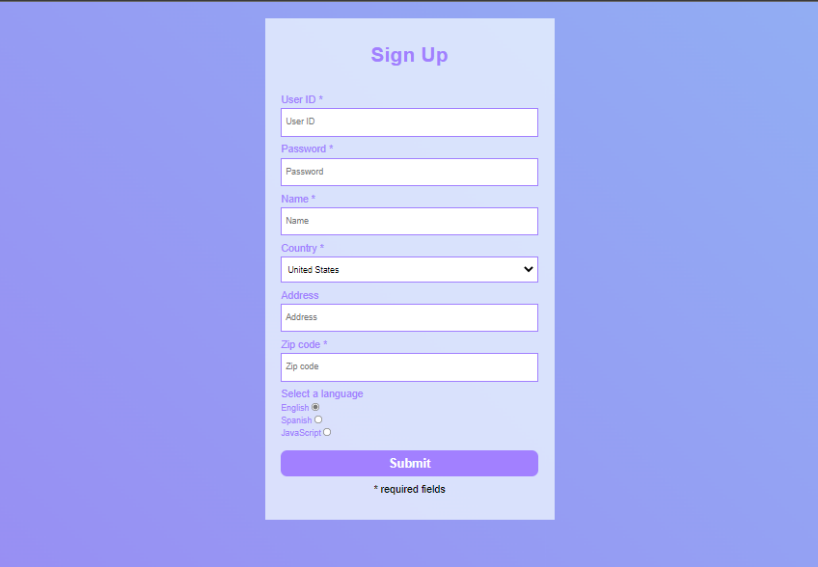 Sign Up
User ID *
User ID
Password *
Password
Name *
Name
Country *
United States
Address
Address
Zip code *
Zip code
Select a language
English
Spanish
JavaScript
Submit
* required fields